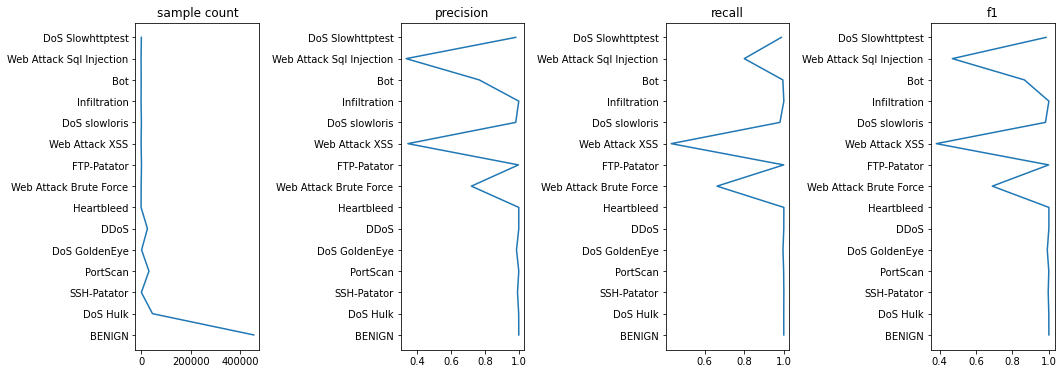 sample count
DoS Slowhttptest
Web Attack Sql Injection
Bot
Infiltration
DoS slowloris
Web Attack XSS
FTP-Patator
Web Attack Brute Force
Heartbleed
DDoS
DoS GoldenEye
PortScan
SSH-Patator
DoS Hulk
BENIGN
0 200000 400000
precision
DoS Slowhttptest
Web Attack Sql Injection
Bot
Infiltration
DoS slowloris
Web Attack XSS
FTP-Patator
Web Attack Brute Force
Heartbleed
DDoS
DoS GoldenEye
PortScan
SSH-Patator
DoS Hulk
BENIGN
0.4 0.6 0.8 1.0
recall
DoS Slowhttptest
Web Attack Sql Injection
Bot
Infiltration
DoS slowloris
Web Attack XSS
FTP-Patator
Web Attack Brute Force
Heartbleed
DDoS
DoS GoldenEye
PortScan
SSH-Patator
DoS Hulk
BENIGN
0.6 0.8 1.0
f1
DoS Slowhttptest
Web Attack Sql Injection
Bot
Infiltration
DoS slowloris
Web Attack XSS
FTP-Patator
Web Attack Brute Force
Heartbleed
DDoS
DoS GoldenEye
PortScan
SSH-Patator
DoS Hulk
BENIGN
0.4 0.6 0.8 1.0